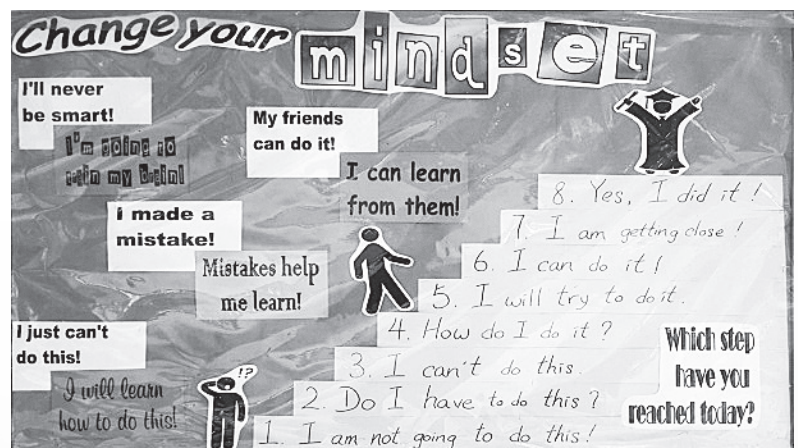 Change your mindset
I'll never
be smart!
I'm going to
train my brain!
My friends
can do it!
I can learn
from them!
I made a
mistake!
Mistakes help
me learn!
I just can't
do this!
I will learn
how to do this!
!?
8. Yes, I did it!
7. I am getting close!
6. I can do it!
5. I will try to do it.
4. How do I do it?
3. I can't do this.
2. Do I have to do this?
1. I am not going to do this!
Which step
have you
reached today?